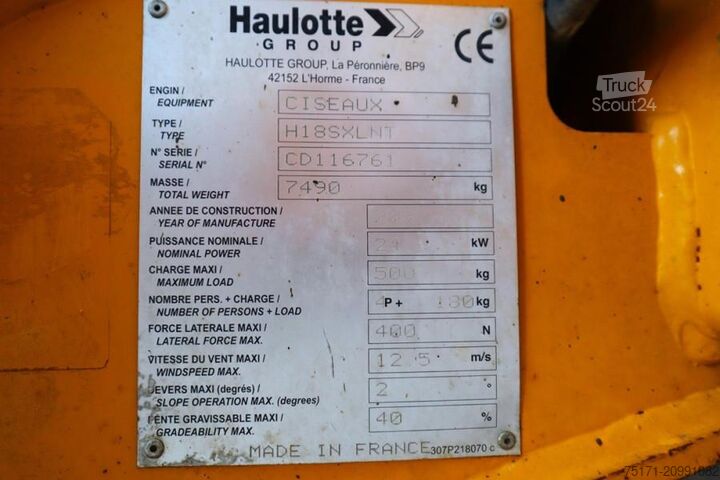 Haulotte
GROUP
CE
HAULOTTE GROUP, La Péronnière, BP9
42152 L'Horme - France
Truck
Scout24
ENGIN / CISEAUX
EQUIPMENT
TYPE / H18SXLNT
TYPE
N° SERIE / CD116761
SERIAL N°
MASSE / 7490 kg
TOTAL WEIGHT
ANNEE DE CONSTRUCTION /
YEAR OF MANUFACTURE
PUISSANCE NOMINALE / kW
NOMINAL POWER
CHARGE MAXI / 500 kg
MAXIMUM LOAD
NOMBRE PERS. + CHARGE / 4P + 180 kg
NUMBER OF PERSONS + LOAD
FORCE LATERALE MAXI / 400 N
LATERAL FORCE MAX.
VITESSE DU VENT MAXI / 12.5 m/s
WINDSPEED MAX.
DEVERS MAXI (degrés) / 2 °
SLOPE OPERATION MAX. (degrees)
PENTE GRAVISSABLE MAXI / 40 %
GRADEABILITY MAX.
MADE IN FRANCE 307P218070 c